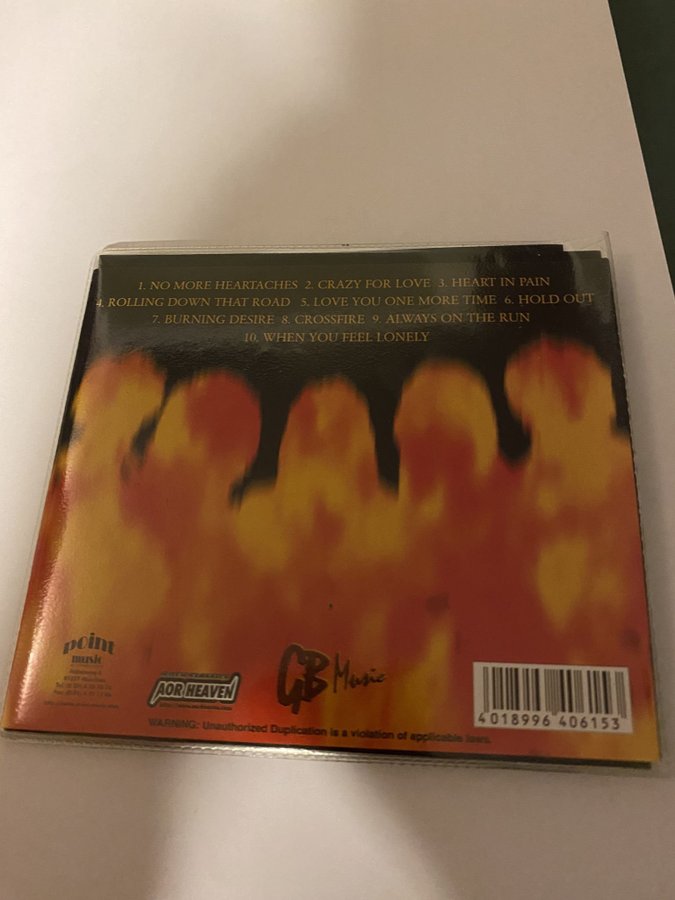 1. NO MORE HEARTACHES 2. CRAZY FOR LOVE 3. HEART IN PAIN
4. ROLLING DOWN THAT ROAD 5. LOVE YOU ONE MORE TIME 6. HOLD OUT
7. BURNING DESIRE 8. CROSSFIRE 9. ALWAYS ON THE RUN
10. WHEN YOU FEEL LONELY
point
music
AOR HEAVEN
GB Music
4 018996 406153
WARNING: Unauthorized Duplication is a violation of applicable laws.